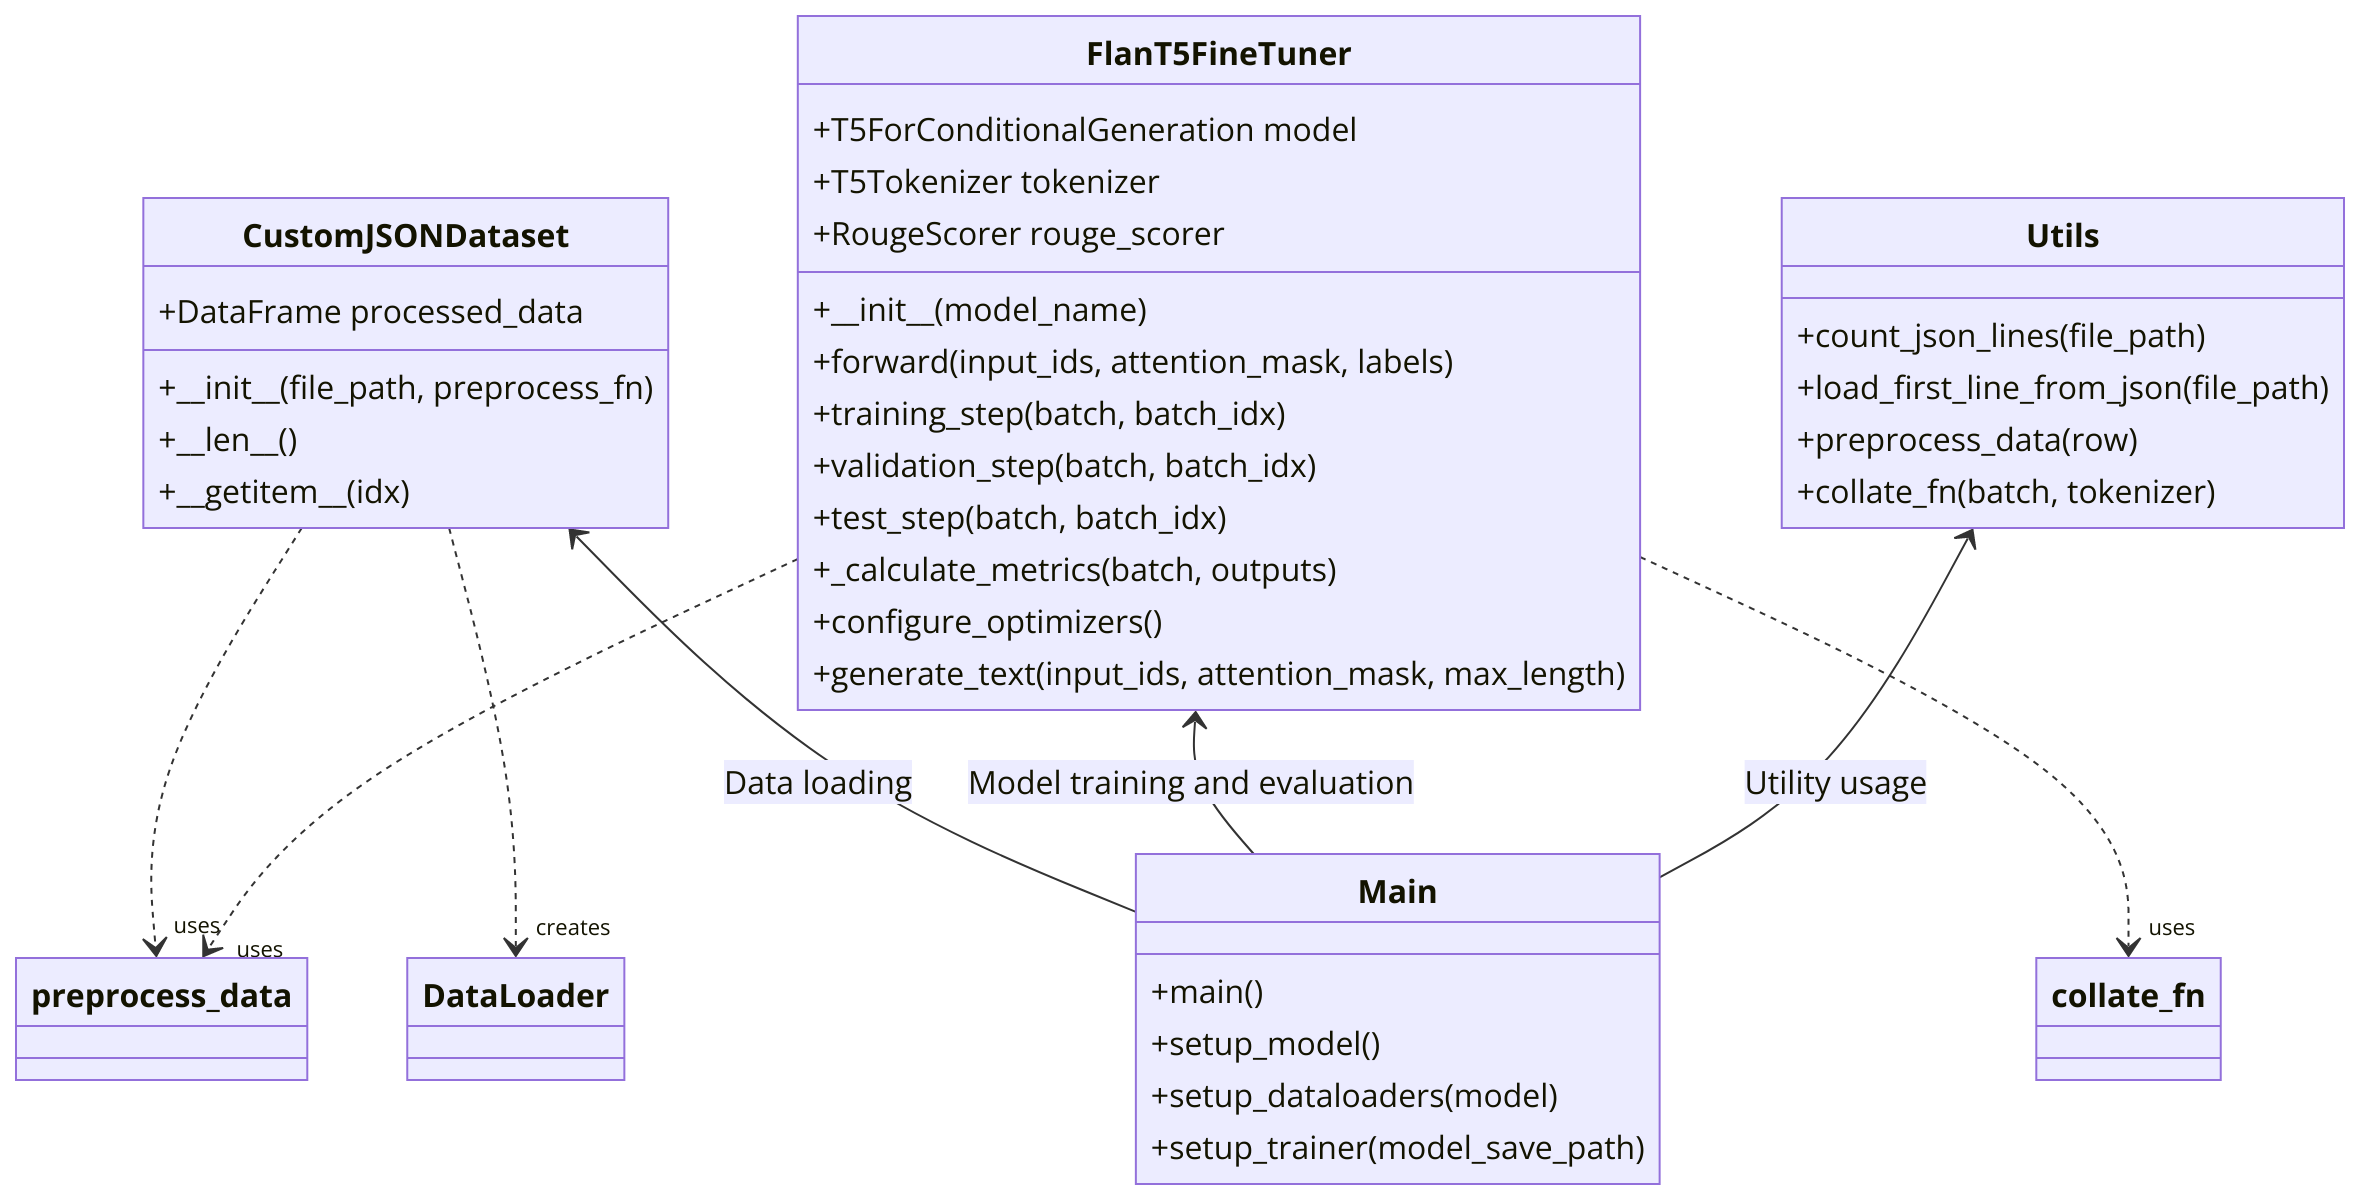 FlanT5FineTuner
+T5ForConditionalGeneration model
+T5Tokenizer tokenizer
+RougeScorer rouge_scorer
+__init__(model_name)
+forward(input_ids, attention_mask, labels)
+training_step(batch, batch_idx)
+validation_step(batch, batch_idx)
+test_step(batch, batch_idx)
+_calculate_metrics(batch, outputs)
+configure_optimizers()
+generate_text(input_ids, attention_mask, max_length)
CustomJSONDataset
+DataFrame processed_data
+__init__(file_path, preprocess_fn)
+__len__()
+__getitem__(idx)
Utils
+count_json_lines(file_path)
+load_first_line_from_json(file_path)
+preprocess_data(row)
+collate_fn(batch, tokenizer)
Data loading
Model training and evaluation
Utility usage
uses
uses
creates
uses
preprocess_data
DataLoader
Main
+main()
+setup_model()
+setup_dataloaders(model)
+setup_trainer(model_save_path)
collate_fn